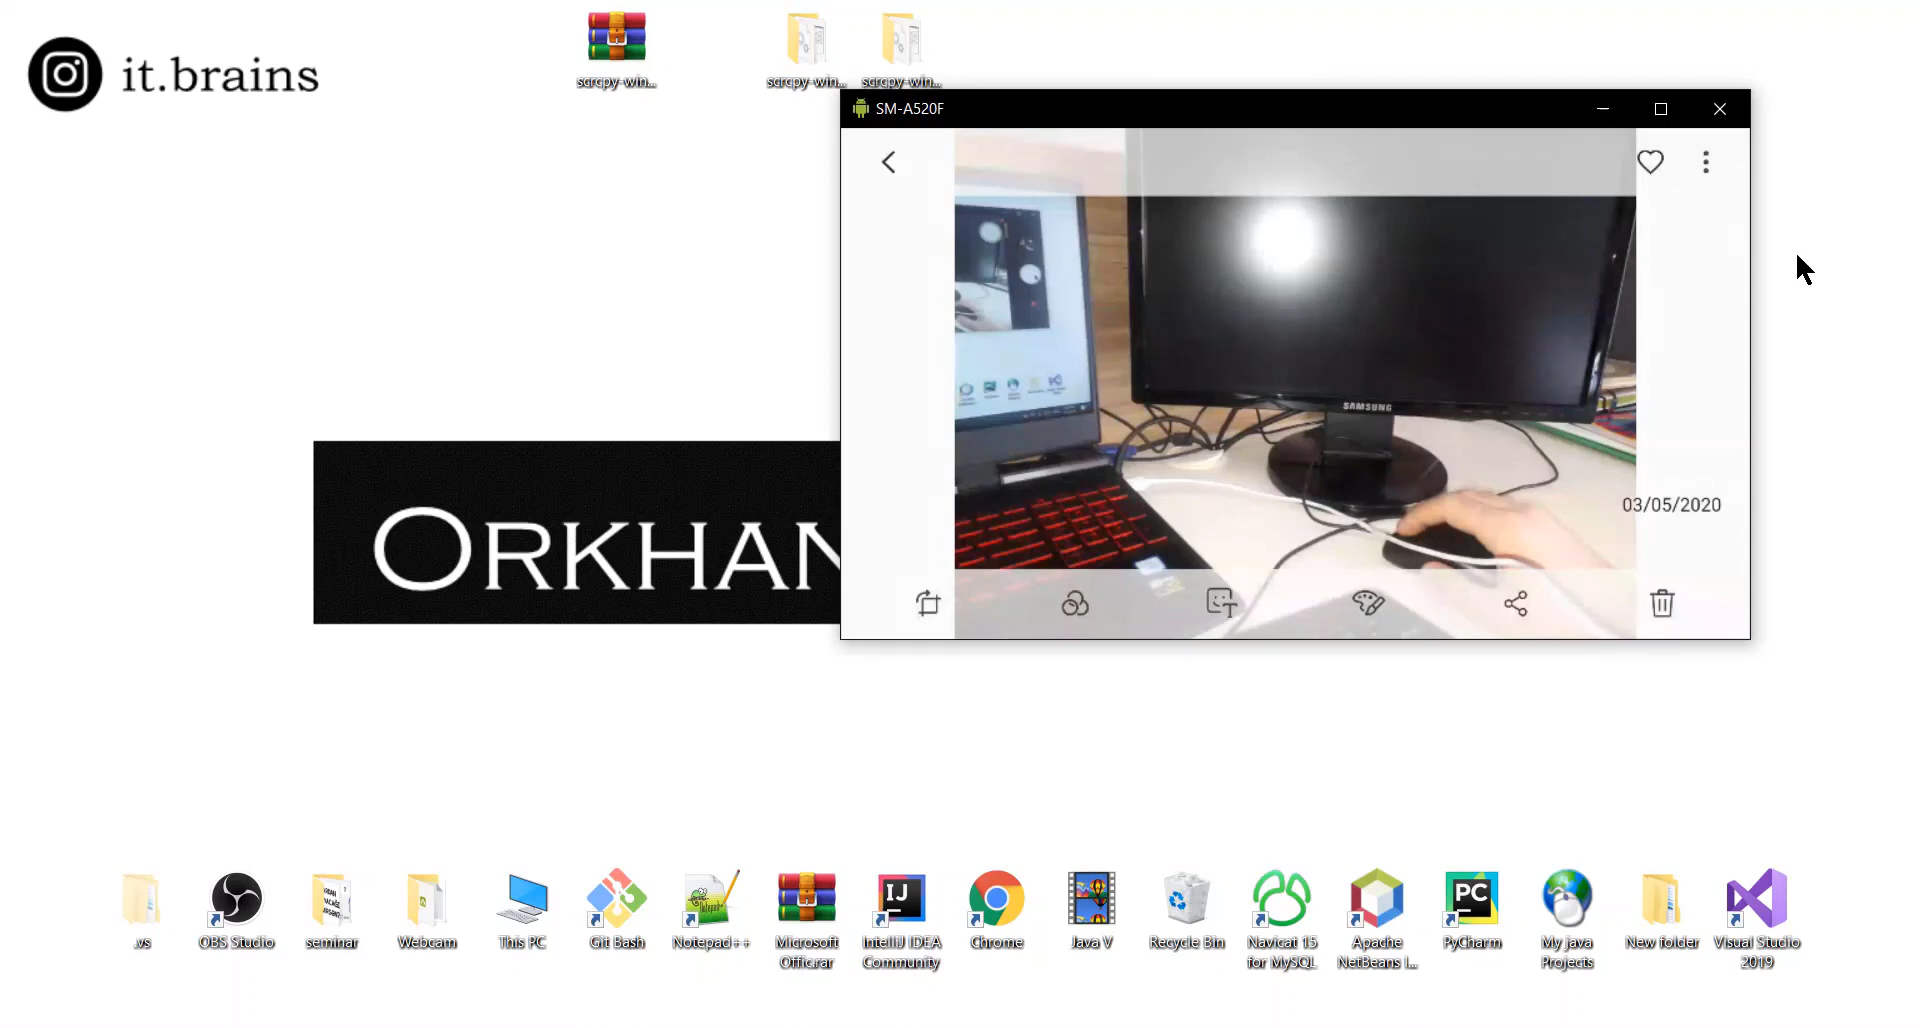 it.brains
scrcpy-win...
scrcpy-win...
scrcpy-win...
SM-A520F
SAMSUNG
03/05/2020
ORKHAN
.vs
OBS Studio
seminar
Webcam
This PC
Git Bash
Notepad++
Microsoft
Offic.rar
IntelliJ IDEA
Community
Chrome
Java V
Recycle Bin
Navicat 15
for MySQL
Apache
NetBeans I...
PyCharm
My java
Projects
New folder
Visual Studio
2019